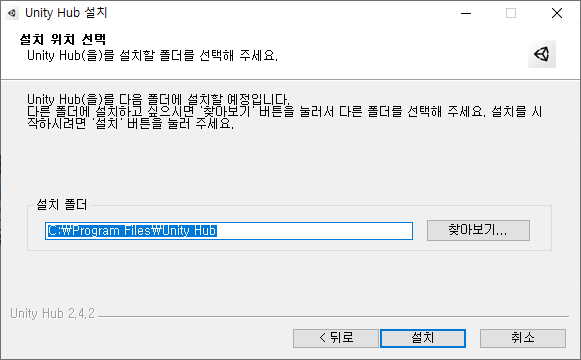 Unity Hub 설치
설치 위치 선택
Unity Hub(을)를 설치할 폴더를 선택해 주세요.
Unity Hub(을)를 다음 폴더에 설치할 예정입니다.
다른 폴더에 설치하고 싶으시면 '찾아보기' 버튼을 눌러서 다른 폴더를 선택해 주세요. 설치를 시
작하시려면 '설치' 버튼을 눌러 주세요.
설치 폴더
C:₩Program Files₩Unity Hub
찾아보기...
Unity Hub 2.4.2
< 뒤로
설치
취소